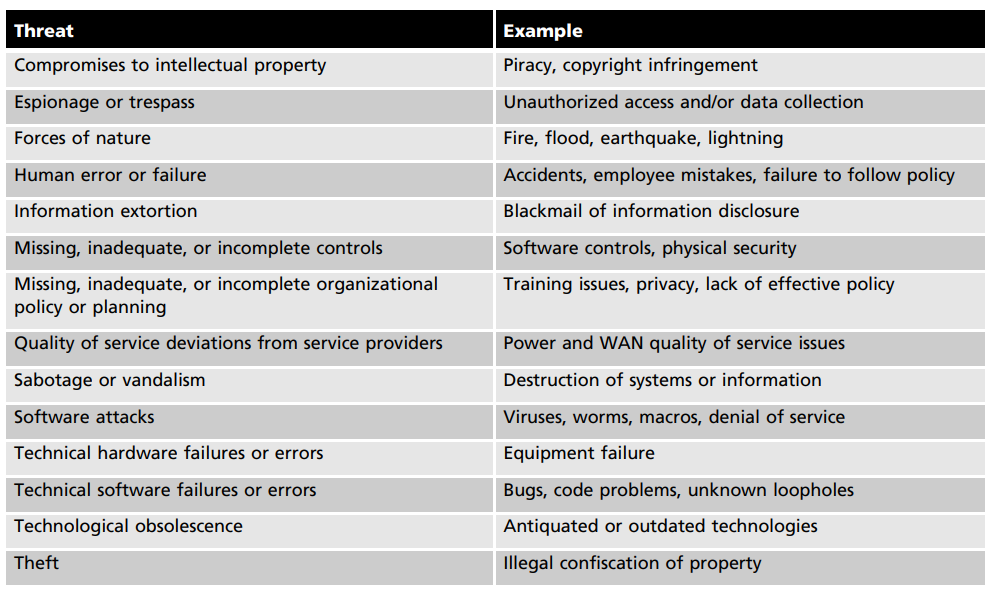 Threat Example
Compromises to intellectual property Piracy, copyright infringement
Espionage or trespass Unauthorized access and/or data collection
Forces of nature Fire, flood, earthquake, lightning
Human error or failure Accidents, employee mistakes, failure to follow policy
Information extortion Blackmail of information disclosure
Missing, inadequate, or incomplete controls Software controls, physical security
Missing, inadequate, or incomplete organizational Training issues, privacy, lack of effective policy
policy or planning
Quality of service deviations from service providers Power and WAN quality of service issues
Sabotage or vandalism Destruction of systems or information
Software attacks Viruses, worms, macros, denial of service
Technical hardware failures or errors Equipment failure
Technical software failures or errors Bugs, code problems, unknown loopholes
Technological obsolescence Antiquated or outdated technologies
Theft Illegal confiscation of property